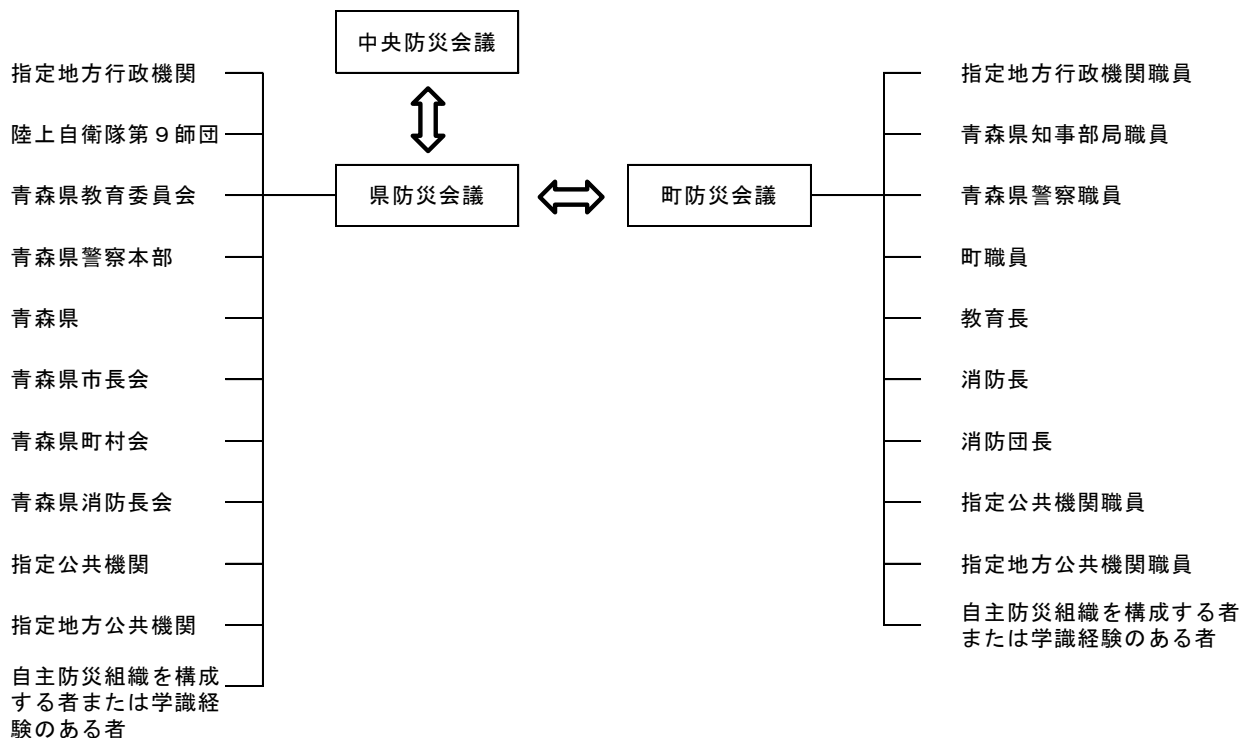 中央防災会議
県防災会議
町防災会議
指定地方行政機関
陸上自衛隊第９師団
青森県教育委員会
青森県警察本部
青森県
青森県市長会
青森県町村会
青森県消防長会
指定公共機関
指定地方公共機関
自主防災組織を構成
する者または学識経
験のある者
指定地方行政機関職員
青森県知事部局職員
青森県警察職員
町職員
教育長
消防長
消防団長
指定公共機関職員
指定地方公共機関職員
自主防災組織を構成する者
または学識経験のある者